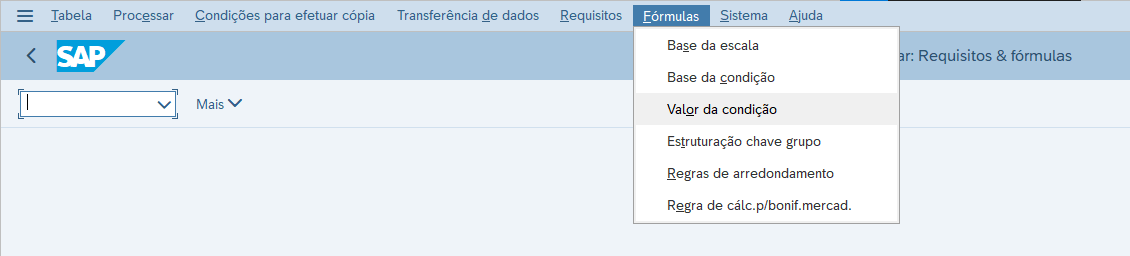 Tabela Processar Condições para efetuar cópia Transferência de dados Requisitos Fórmulas Sistema Ajuda
SAP ar: Requisitos & fórmulas
Mais
Base da escala
Base da condição
Valor da condição
Estruturação chave grupo
Regras de arredondamento
Regra de cálc.p/bonif.mercad.